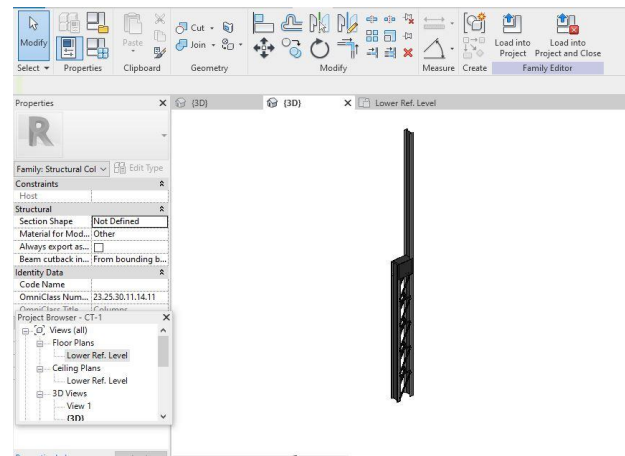 Modify
Paste
Cut
Join
Load into Project
Load into Project and Close
Select
Properties
Clipboard
Geometry
Modify
Measure
Create
Family Editor
Properties
{3D}
{3D}
Lower Ref. Level
R
Family: Structural Col
Edit Type
Constraints
Host
Structural
Section Shape Not Defined
Material for Mod... Other
Always export as...
Beam cutback in... From bounding b...
Identity Data
Code Name
OmniClass Num... 23.25.30.11.14.11
OmniClass Title Columns
Project Browser - CT-1
Views (all)
Floor Plans
Lower Ref. Level
Ceiling Plans
Lower Ref. Level
3D Views
View 1
{3D}